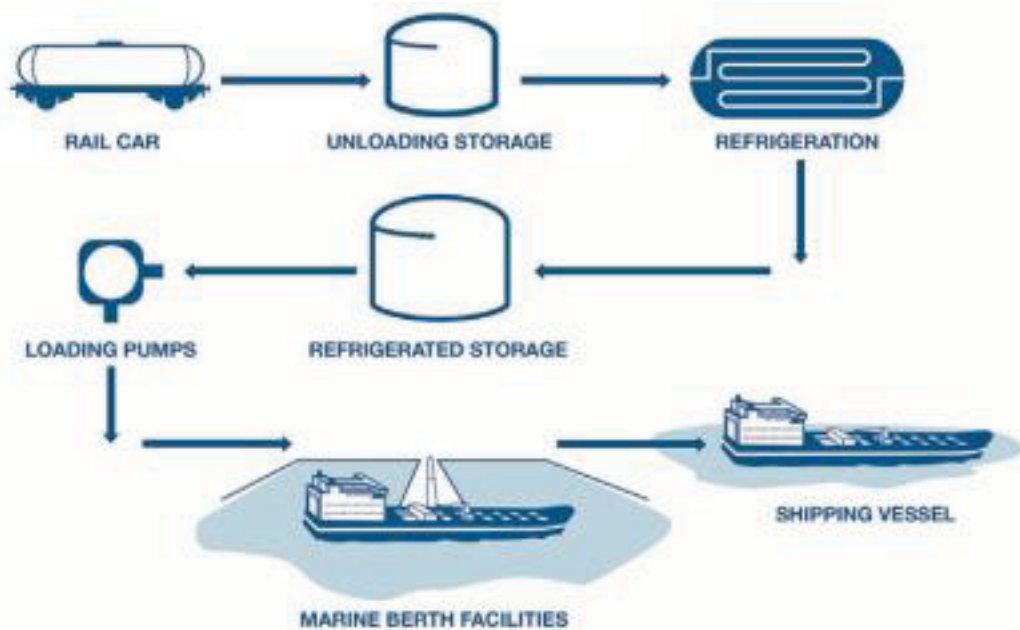 RAIL CAR
UNLOADING STORAGE
REFRIGERATION
LOADING PUMPS
REFRIGERATED STORAGE
SHIPPING VESSEL
MARINE BERTH FACILITIES